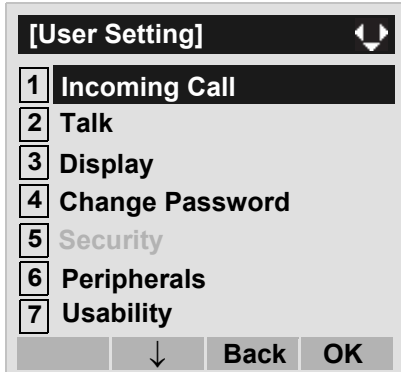 [User Setting]
1 Incoming Call
2 Talk
3 Display
4 Change Password
5 Security
6 Peripherals
7 Usability
↓ Back OK